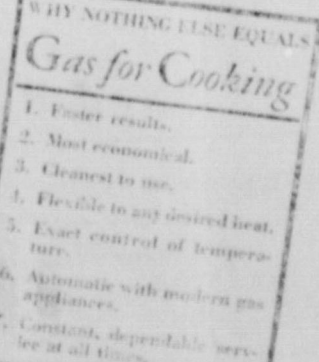 WHY NOTHING ELSE EQUALS
Gas for Cooking
1. Faster results.
2. Most economical.
3. Cleanest to use.
4. Flexible to any desired heat.
5. Exact control of tempera-
ture.
6. Automatic with modern gas
appliances.
7. Constant, dependable serv-
ice at all times.